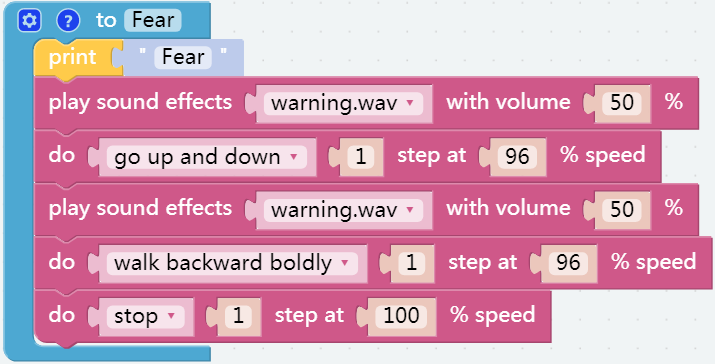 ? to Fear
print " Fear "
play sound effects warning.wav with volume 50 %
do go up and down 1 step at 96 % speed
play sound effects warning.wav with volume 50 %
do walk backward boldly 1 step at 96 % speed
do stop 1 step at 100 % speed